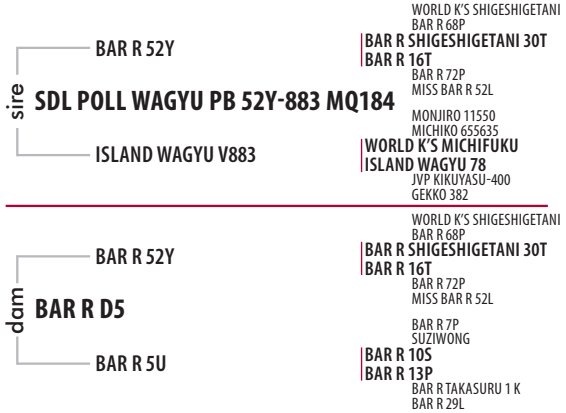 WORLD K'S SHIGESHIGETANI
BAR R 68P
BAR R 52Y
BAR R SHIGESHIGETANI 30T
BAR R 16T
BAR R 72P
MISS BAR R 52L
sire
SDL POLL WAGYU PB 52Y-883 MQ184
MONJIRO 11550
MICHIKO 655635
ISLAND WAGYU V883
WORLD K'S MICHIFUKU
ISLAND WAGYU 78
JVP KIKUYASU-400
GEKKO 382
WORLD K'S SHIGESHIGETANI
BAR R 68P
BAR R 52Y
BAR R SHIGESHIGETANI 30T
BAR R 16T
BAR R 72P
MISS BAR R 52L
dam
BAR R D5
BAR R 7P
SUZIWONG
BAR R 5U
BAR R 10S
BAR R 13P
BAR R TAKASURU 1 K
BAR R 29L